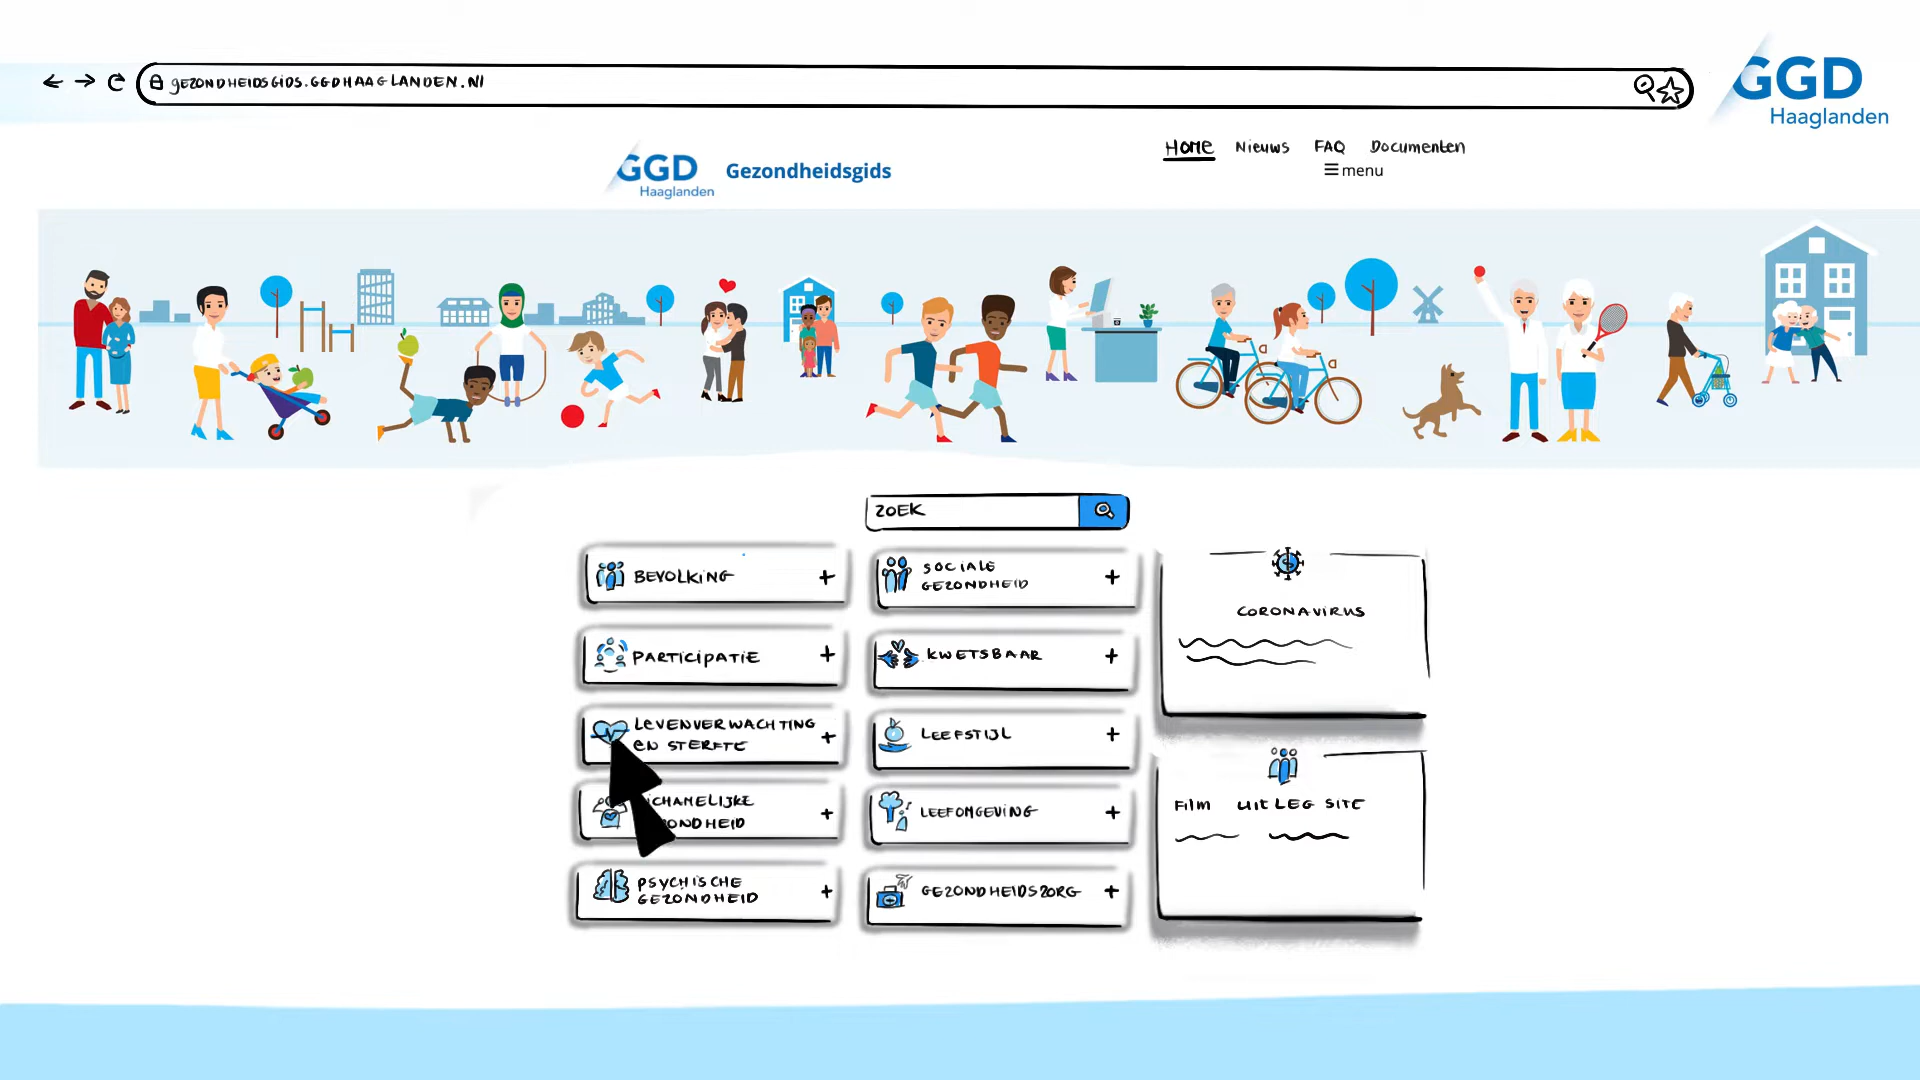 gEZONDHEIDSGIDS.GGDHAAGLANDEN.Nl
GGD
Haaglanden
GGD
Haaglanden
Gezondheidsgids
HOME Nieuws FAQ Documenten
menu
ZOEK
BEVOLKING +
PARTICIPATIE +
LEVENVERWACHTING
EN STERFTE +
ICHAMELIJKE
ONDHEID +
PSYCHISCHE
GEZONDHEID +
SOCIALE
GEZONDHEID +
KWETSBAAR +
LEEFSTIJL +
LEEFOMGEVING +
GEZONDHEIDSZORG +
CORONAVIRUS
Film UITLEG SITE